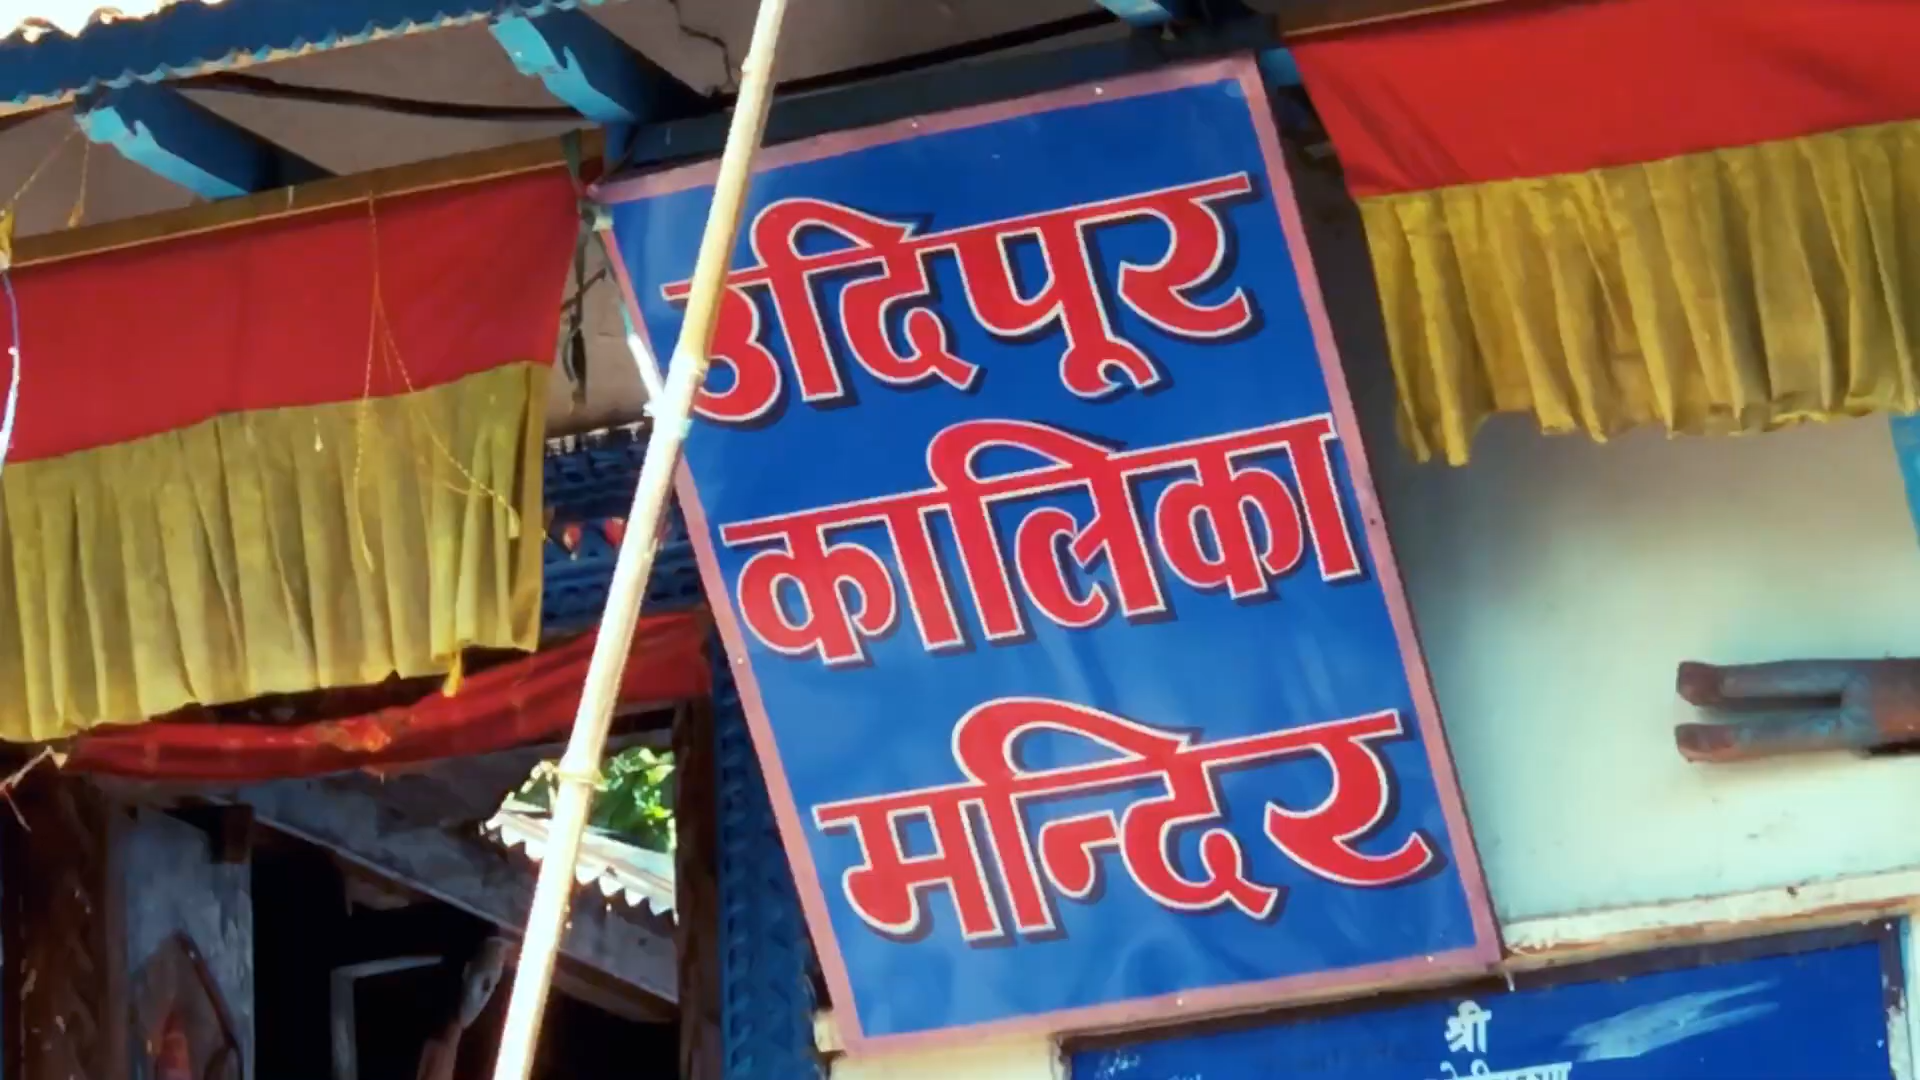 उदिपूर
कालिका
मन्दिर
श्री